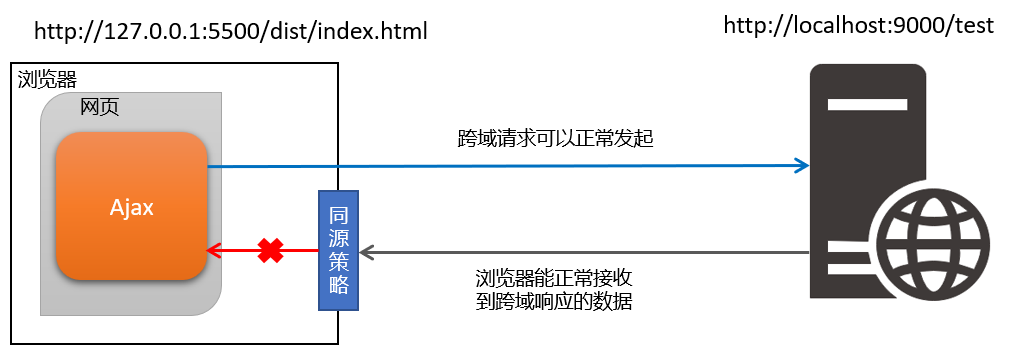 http://127.0.0.1:5500/dist/index.html
http://localhost:9000/test
浏览器
网页
跨域请求可以正常发起
Ajax
同源策略
浏览器能正常接收
到跨域响应的数据